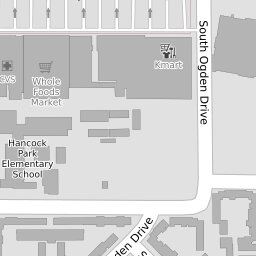 CVS
Whole
Foods
Market
Kmart
South Ogden Drive
Hancock
Park
Elementary
School
den Drive
S